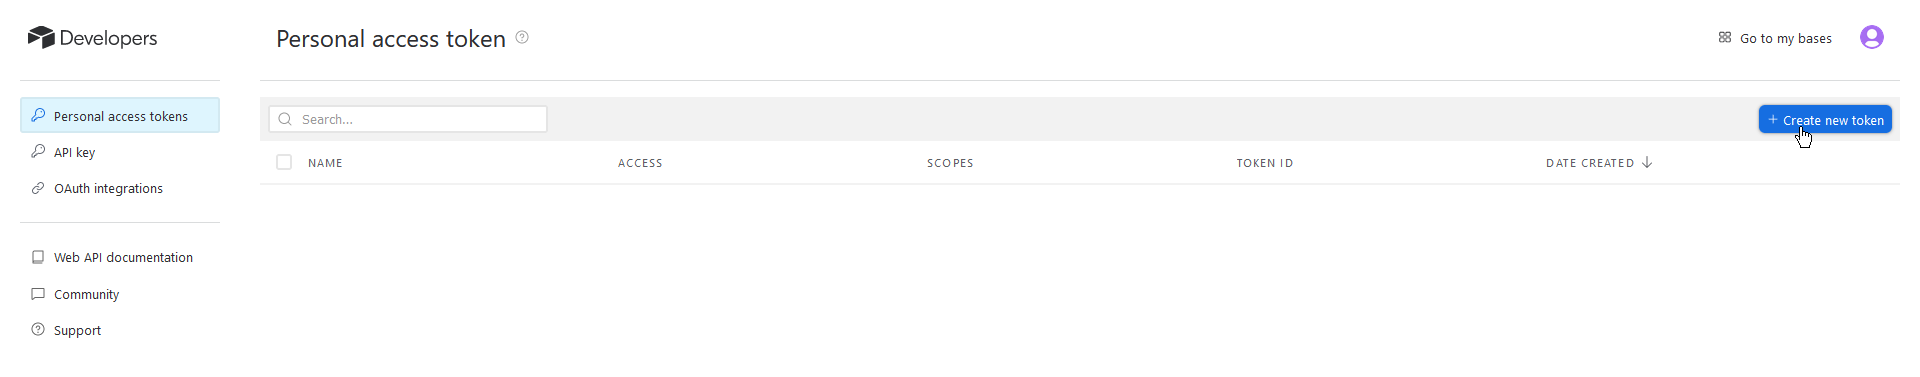 Developers
Personal access token
Go to my bases
Personal access tokens
API key
OAuth integrations
Web API documentation
Community
Support
Search...
+ Create new token
NAME ACCESS SCOPES TOKEN ID DATE CREATED ↓